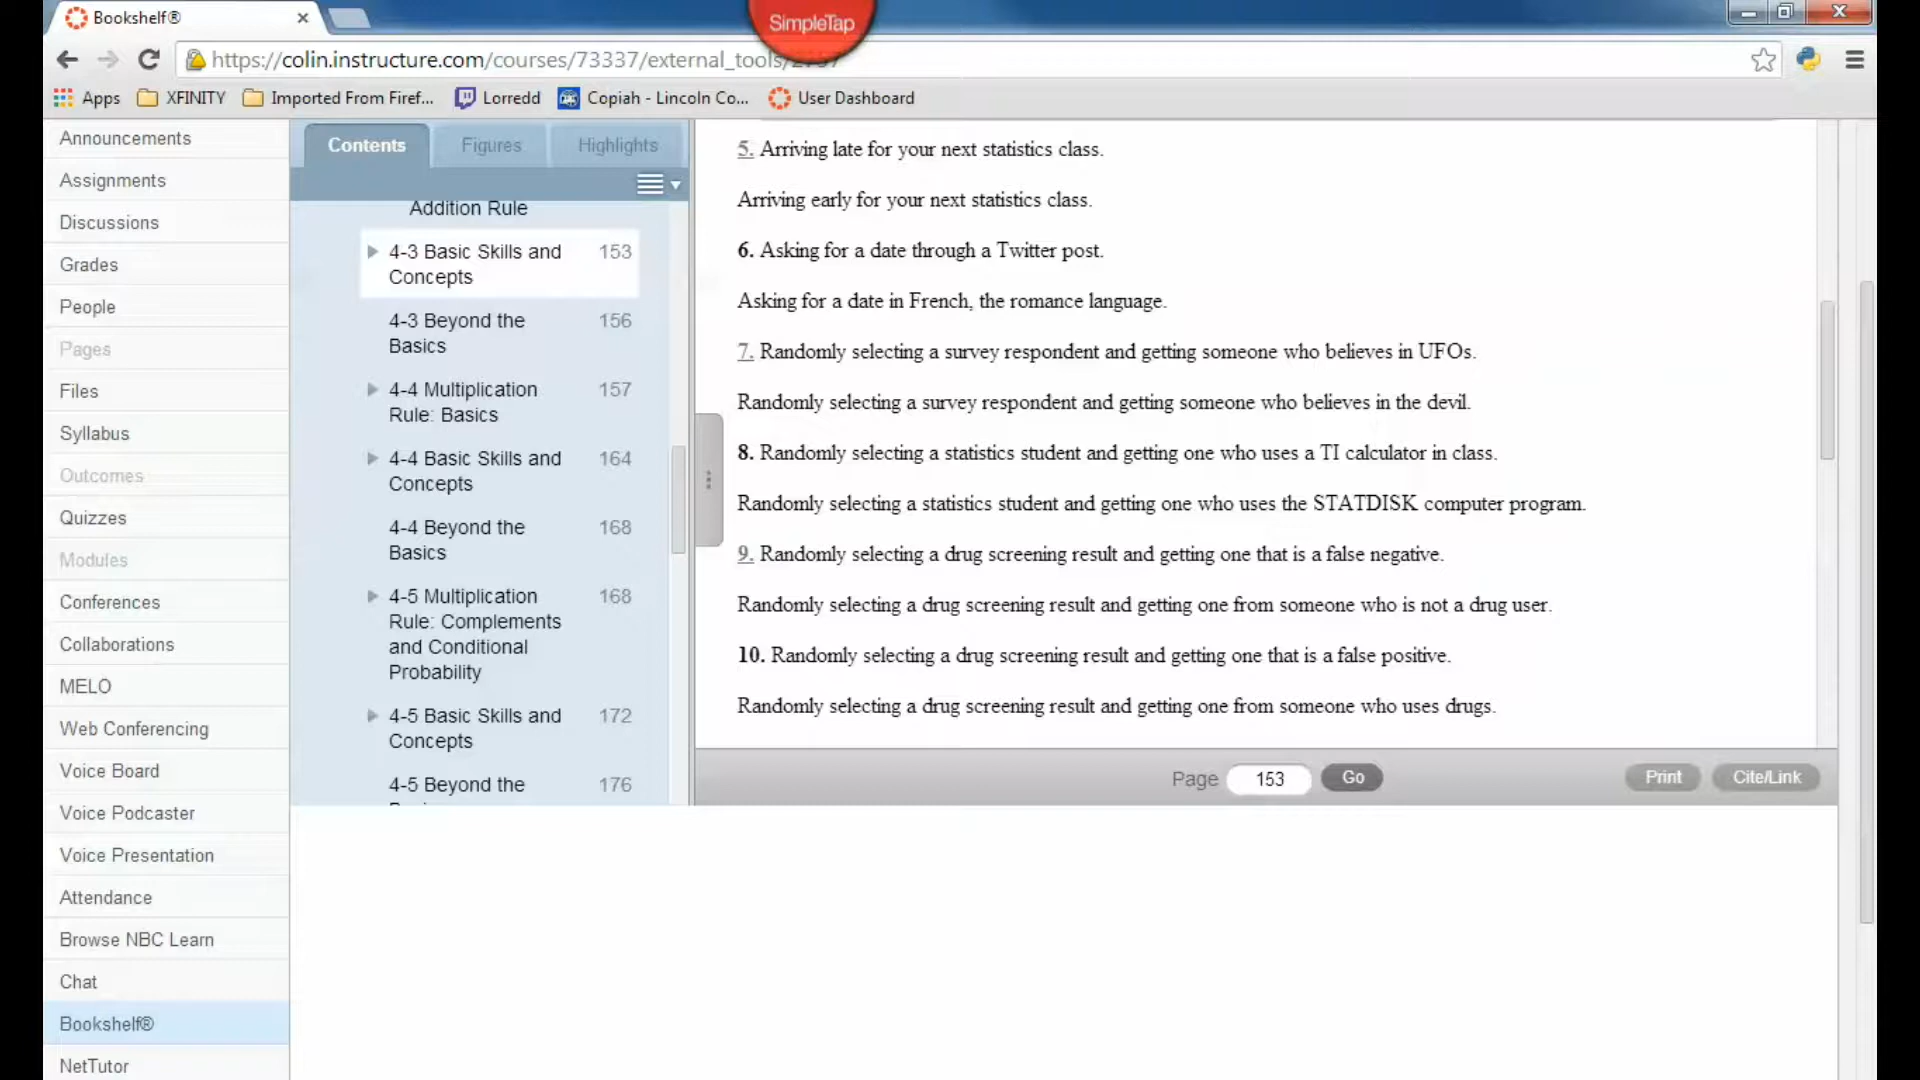 Bookshelf®
SimpleTap
https://colin.instructure.com/courses/73337/external_tools/
Apps
XFINITY
Imported From Firef...
Lorredd
Copiah - Lincoln Co...
User Dashboard
Announcements
Assignments
Discussions
Grades
People
Pages
Files
Syllabus
Outcomes
Quizzes
Modules
Conferences
Collaborations
MELO
Web Conferencing
Voice Board
Voice Podcaster
Voice Presentation
Attendance
Browse NBC Learn
Chat
Bookshelf®
NetTutor
Contents Figures Highlights
Addition Rule
4-3 Basic Skills and 153
Concepts
4-3 Beyond the 156
Basics
4-4 Multiplication 157
Rule: Basics
4-4 Basic Skills and 164
Concepts
4-4 Beyond the 168
Basics
4-5 Multiplication 168
Rule: Complements
and Conditional
Probability
4-5 Basic Skills and 172
Concepts
4-5 Beyond the 176
5. Arriving late for your next statistics class.
Arriving early for your next statistics class.
6. Asking for a date through a Twitter post.
Asking for a date in French, the romance language.
7. Randomly selecting a survey respondent and getting someone who believes in UFOs.
Randomly selecting a survey respondent and getting someone who believes in the devil.
8. Randomly selecting a statistics student and getting one who uses a TI calculator in class.
Randomly selecting a statistics student and getting one who uses the STATDISK computer program.
9. Randomly selecting a drug screening result and getting one that is a false negative.
Randomly selecting a drug screening result and getting one from someone who is not a drug user.
10. Randomly selecting a drug screening result and getting one that is a false positive.
Randomly selecting a drug screening result and getting one from someone who uses drugs.
Page 153 Go Print Cite/Link